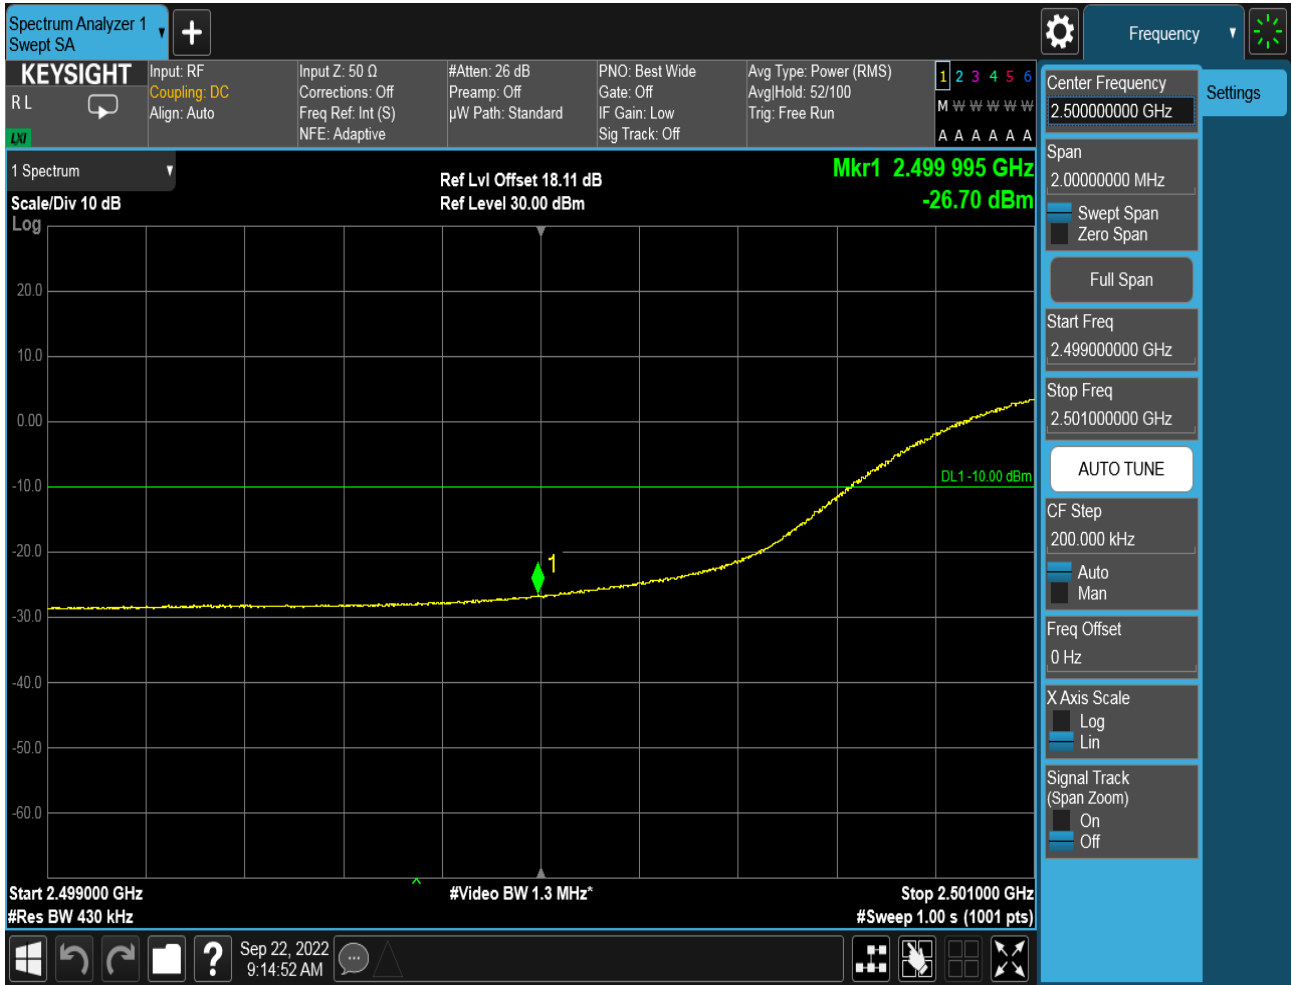 Spectrum Analyzer 1
Swept SA
Frequency
KEYSIGHT
R L
LXI
Input: RF
Coupling: DC
Align: Auto
Input Z: 50 Ω
Corrections: Off
Freq Ref: Int (S)
NFE: Adaptive
#Atten: 26 dB
Preamp: Off
µW Path: Standard
PNO: Best Wide
Gate: Off
IF Gain: Low
Sig Track: Off
Avg Type: Power (RMS)
Avg|Hold: 52/100
Trig: Free Run
1 2 3 4 5 6
M W W W W W
A A A A A A
1 Spectrum
Scale/Div 10 dB
Log
Ref Lvl Offset 18.11 dB
Ref Level 30.00 dBm
Mkr1 2.499 995 GHz
-26.70 dBm
20.0
10.0
0.00
-10.0
-20.0
-30.0
-40.0
-50.0
-60.0
DL1 -10.00 dBm
1
Start 2.499000 GHz
#Res BW 430 kHz
#Video BW 1.3 MHz*
Stop 2.501000 GHz
#Sweep 1.00 s (1001 pts)
Sep 22, 2022
9:14:52 AM
?
Center Frequency
2.500000000 GHz
Settings
Span
2.00000000 MHz
Swept Span
Zero Span
Full Span
Start Freq
2.499000000 GHz
Stop Freq
2.501000000 GHz
AUTO TUNE
CF Step
200.000 kHz
Auto
Man
Freq Offset
0 Hz
X Axis Scale
Log
Lin
Signal Track
(Span Zoom)
On
Off